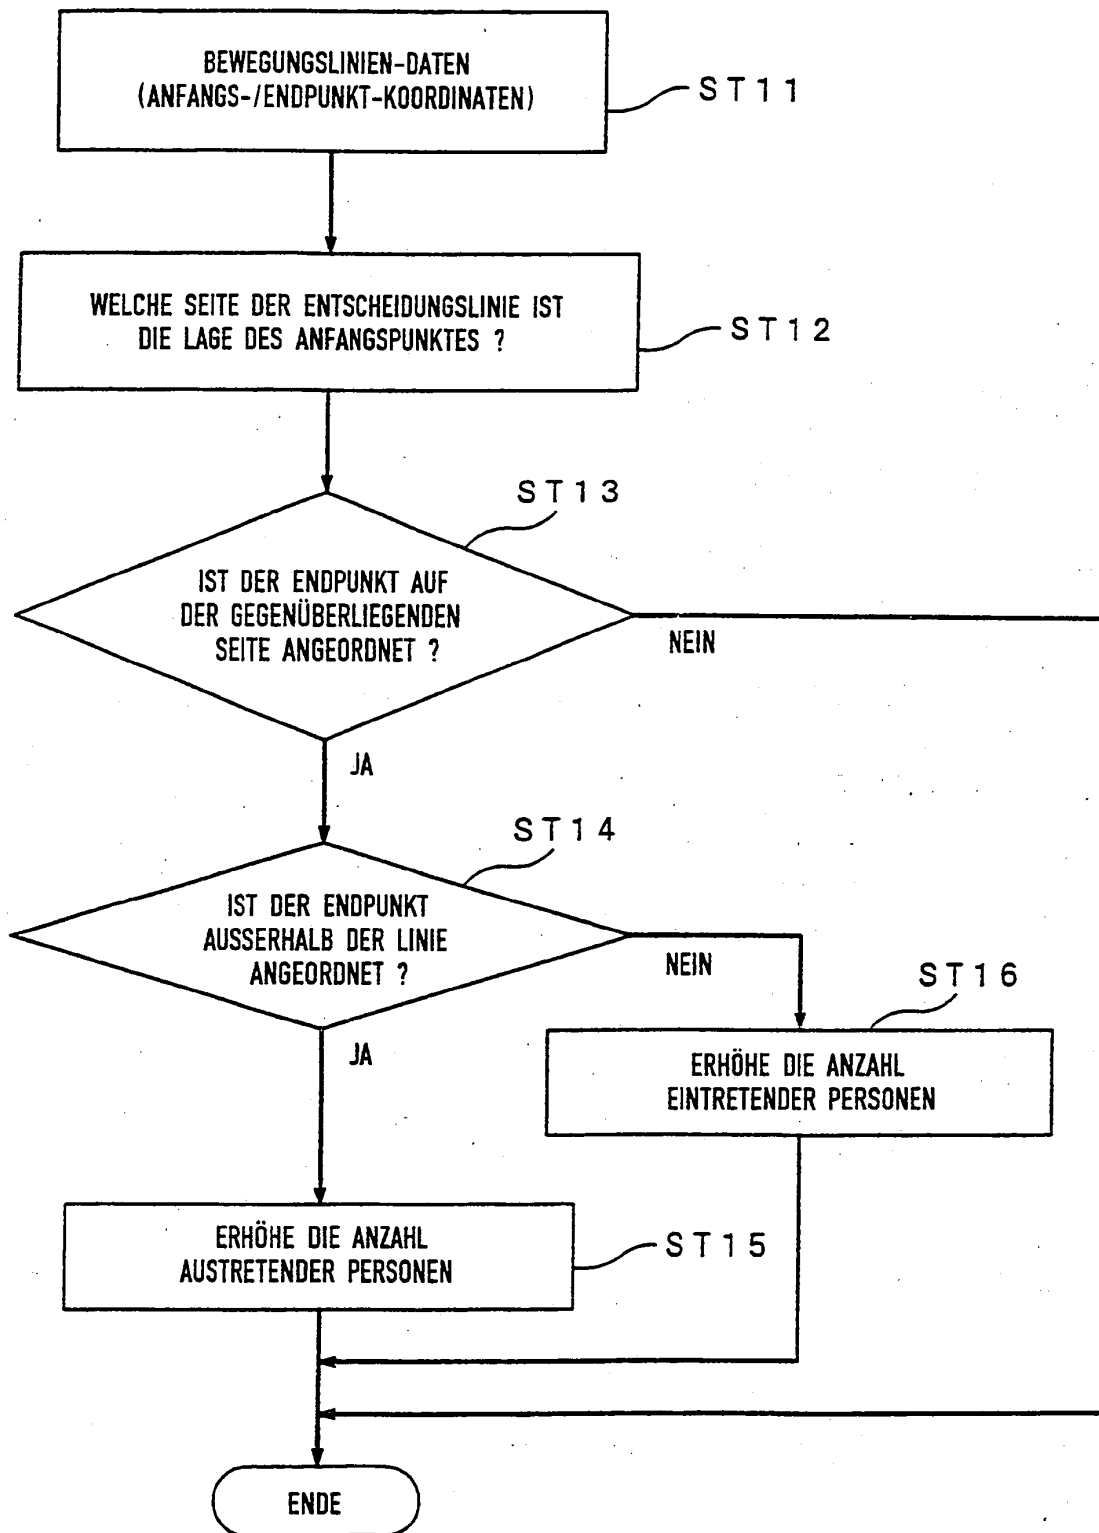 BEWEGUNGSLINIEN-DATEN
(ANFANGS-/ENDPUNKT-KOORDINATEN)
ST11
WELCHE SEITE DER ENTSCHEIDUNGSLINIE IST
DIE LAGE DES ANFANGSPUNKTES ?
ST12
ST13
IST DER ENDPUNKT AUF
DER GEGENÜBERLIEGENDEN
SEITE ANGEORDNET ?
NEIN
JA
ST14
IST DER ENDPUNKT
AUSSERHALB DER LINIE
ANGEORDNET ?
NEIN
JA
ST16
ERHÖHE DIE ANZAHL
EINTRETENDER PERSONEN
ERHÖHE DIE ANZAHL
AUSTRETENDER PERSONEN
ST15
ENDE